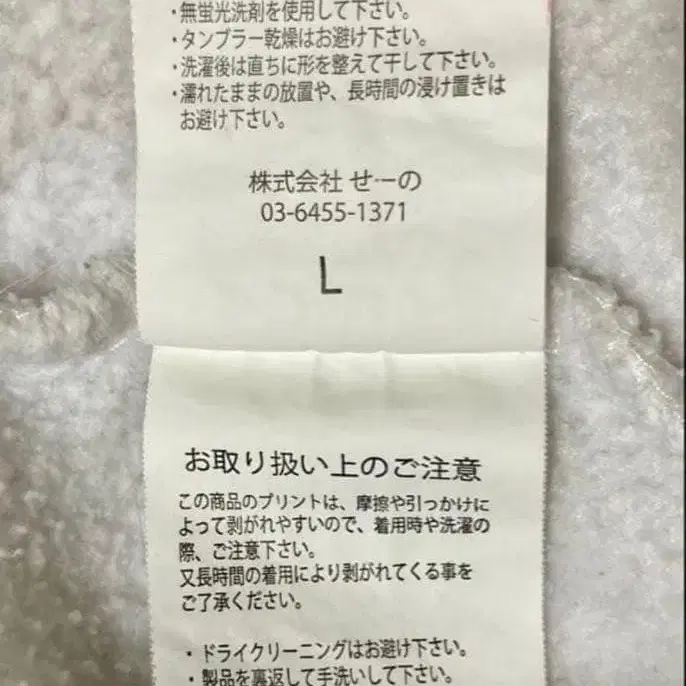 ・無蛍光洗剤を使用して下さい。
・タンブラー乾燥はお避け下さい。
・洗濯後は直ちに形を整えて干して下さい。
・濡れたままの放置や、長時間の浸け置きは
お避け下さい。
株式会社 せーの
03-6455-1371
L
お取り扱い上のご注意
この商品のプリントは、摩擦や引っかけに
よって剥がれやすいので、着用時や洗濯の
際、ご注意下さい。
又長時間の着用により剥がれてくる事を
ご了承ください。
・ドライクリーニングはお避け下さい。
・製品を裏返して手洗いして下さい。